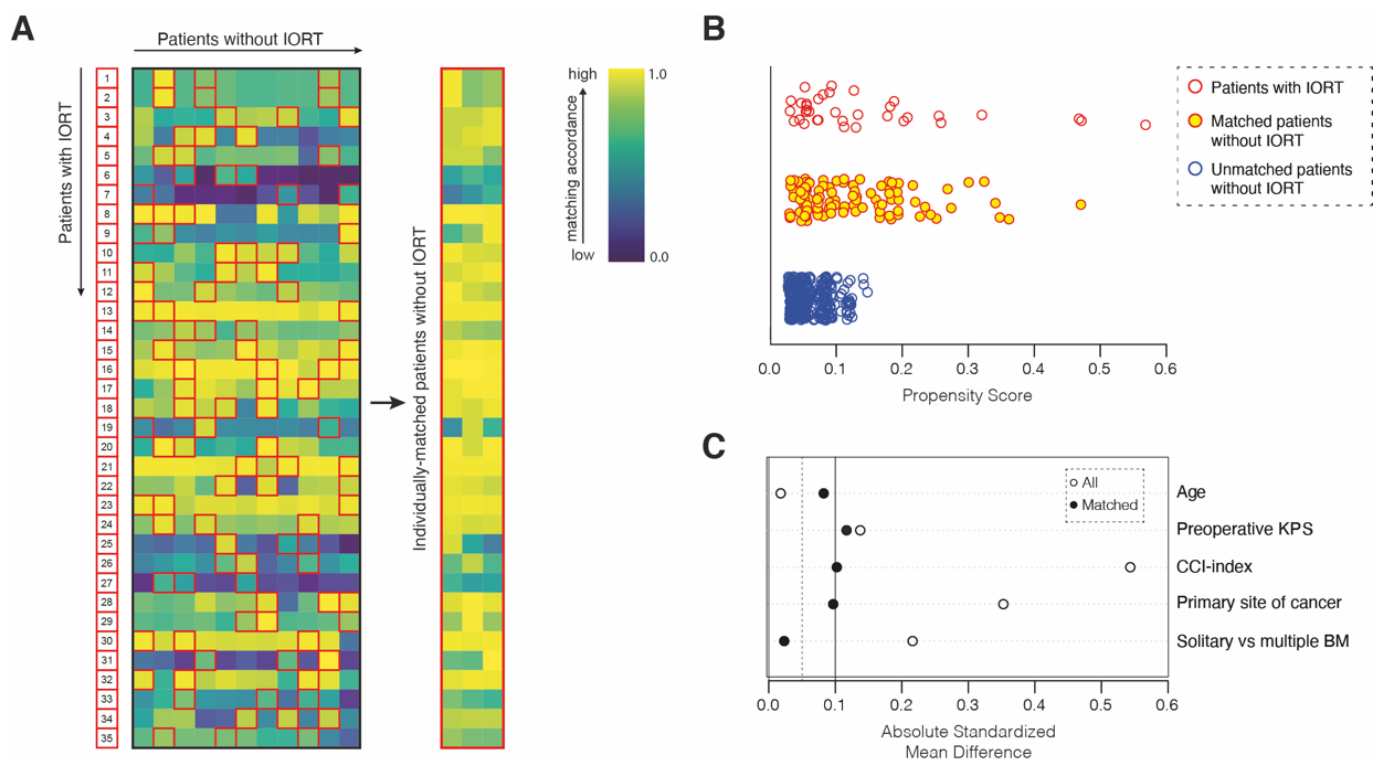 A
Patients without IORT
Patients with IORT
1
2
3
4
5
6
7
8
9
10
11
12
13
14
15
16
17
18
19
20
21
22
23
24
25
26
27
28
29
30
31
32
33
34
35
Individually-matched patients without IORT
high
matching accordance
low
1.0
0.0
B
Patients with IORT
Matched patients
without IORT
Unmatched patients
without IORT
0.0 0.1 0.2 0.3 0.4 0.5 0.6
Propensity Score
C
All
Matched
Age
Preoperative KPS
CCI-index
Primary site of cancer
Solitary vs multiple BM
0.0 0.1 0.2 0.3 0.4 0.5 0.6
Absolute Standardized
Mean Difference